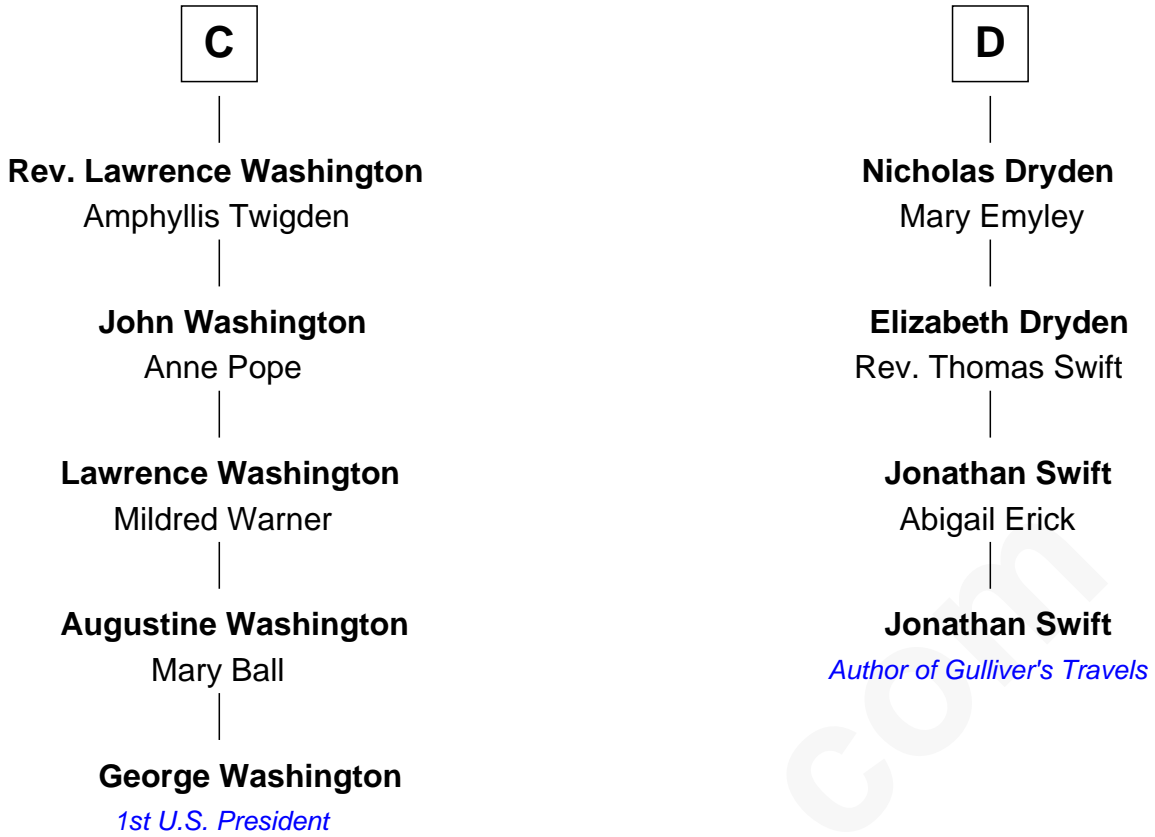 C
Rev. Lawrence Washington
Amphyllis Twigden
John Washington
Anne Pope
Lawrence Washington
Mildred Warner
Augustine Washington
Mary Ball
George Washington
1st U.S. President
D
Nicholas Dryden
Mary Emyley
Elizabeth Dryden
Rev. Thomas Swift
Jonathan Swift
Abigail Erick
Jonathan Swift
Author of Gulliver's Travels
com